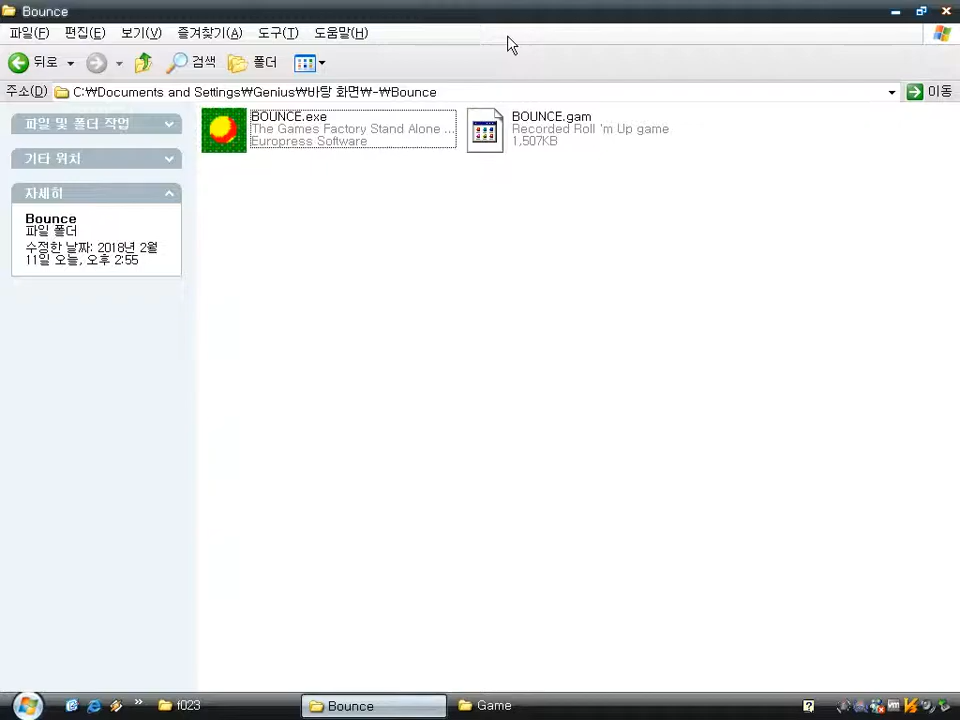 Bounce
파일(F) 편집(E) 보기(V) 즐겨찾기(A) 도구(T) 도움말(H)
뒤로 검색 폴더
주소(D) C:₩Documents and Settings₩Genius₩바탕 화면₩-₩Bounce 이동
파일 및 폴더 작업
기타 위치
자세히
Bounce
파일 폴더
수정한 날짜: 2018년 2월
11일 오늘, 오후 2:55
BOUNCE.exe
The Games Factory Stand Alone ...
Europress Software
BOUNCE.gam
Recorded Roll 'm Up game
1,507KB
f023 Bounce Game